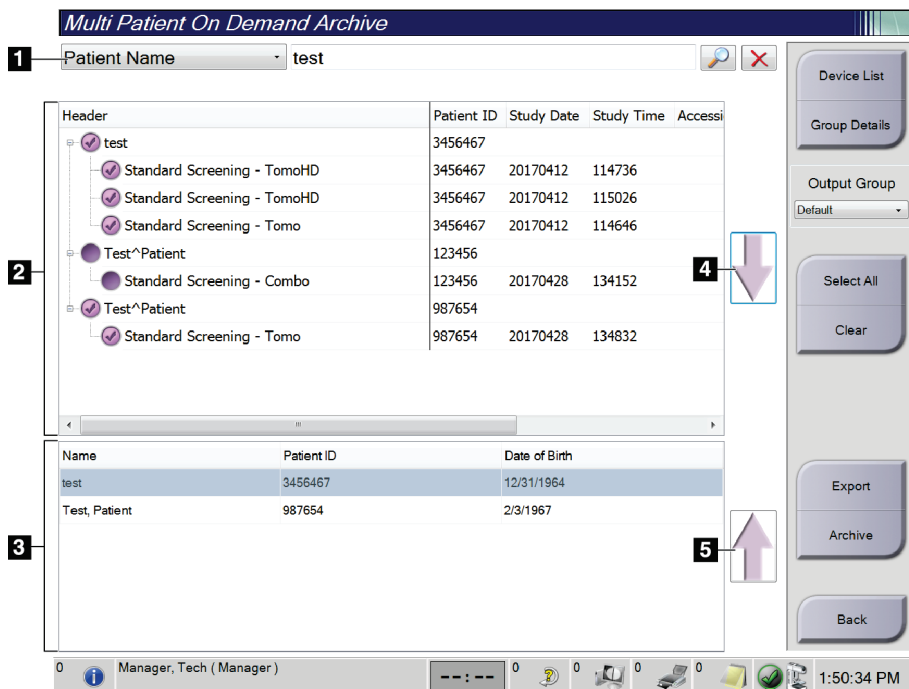 Multi Patient On Demand Archive
1
Patient Name
test
Device List
Group Details
Output Group
Default
Select All
Clear
Export
Archive
Back
2
Header Patient ID Study Date Study Time Accessi
test 3456467
Standard Screening - TomoHD 3456467 20170412 114736
Standard Screening - TomoHD 3456467 20170412 115026
Standard Screening - Tomo 3456467 20170412 114646
Test^Patient 123456
Standard Screening - Combo 123456 20170428 134152
Test^Patient 987654
Standard Screening - Tomo 987654 20170428 134832
4
3
Name Patient ID Date of Birth
test 3456467 12/31/1964
Test, Patient 987654 2/3/1967
5
0 Manager, Tech ( Manager ) --:-- 0 0 0 0 1:50:34 PM